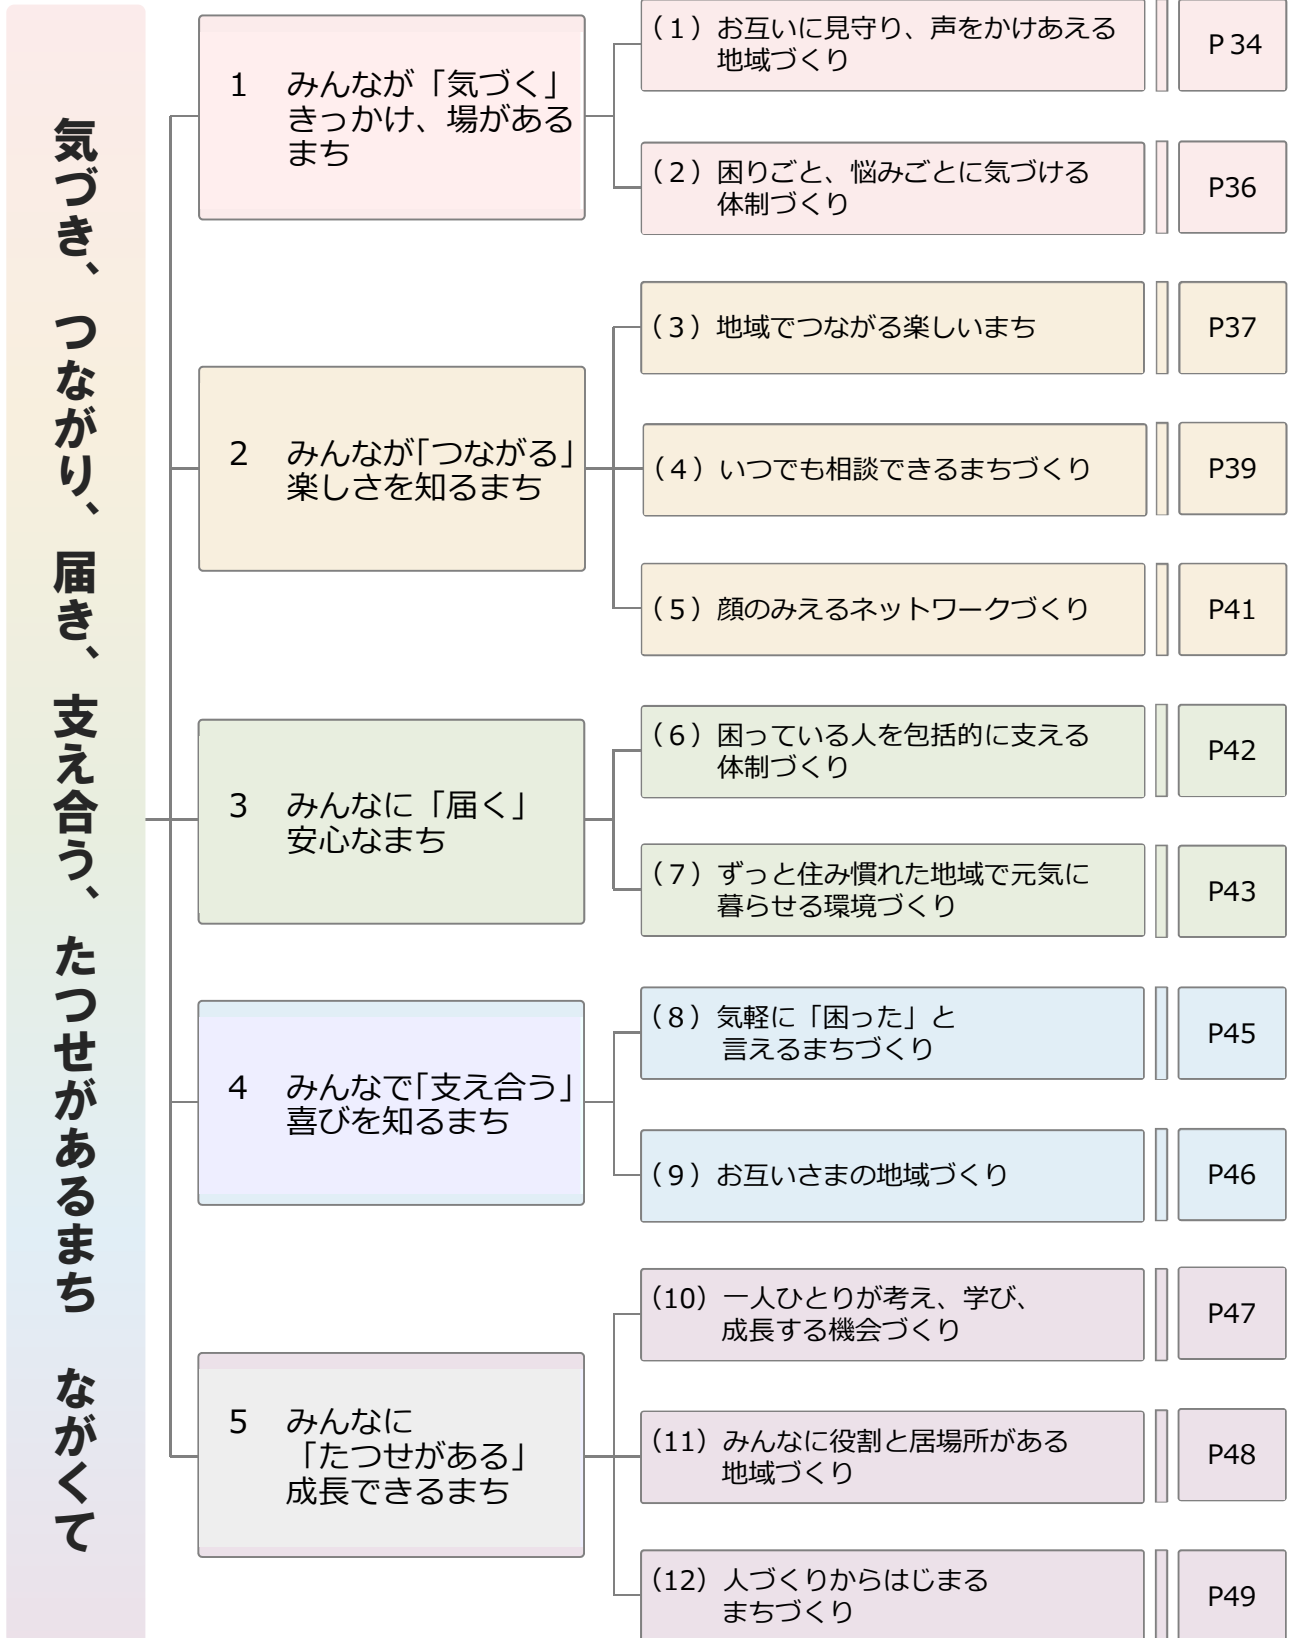 気づき、つながり、届き、支え合う、たつせがあるまち　ながくて
1　みんなが「気づく」
きっかけ、場がある
まち
（１）お互いに見守り、声をかけあえる
地域づくり
Ｐ34
（２）困りごと、悩みごとに気づける
体制づくり
P36
2　みんなが「つながる」
楽しさを知るまち
（３）地域でつながる楽しいまち
P37
（４）いつでも相談できるまちづくり
P39
（５）顔のみえるネットワークづくり
P41
3　みんなに「届く」
安心なまち
（６）困っている人を包括的に支える
体制づくり
P42
（７）ずっと住み慣れた地域で元気に
暮らせる環境づくり
P43
4　みんなで「支え合う」
喜びを知るまち
（８）気軽に「困った」と
言えるまちづくり
P45
（９）お互いさまの地域づくり
P46
5　みんなに
「たつせがある」
成長できるまち
（10）一人ひとりが考え、学び、
成長する機会づくり
P47
（11）みんなに役割と居場所がある
地域づくり
P48
（12）人づくりからはじまる
まちづくり
P49